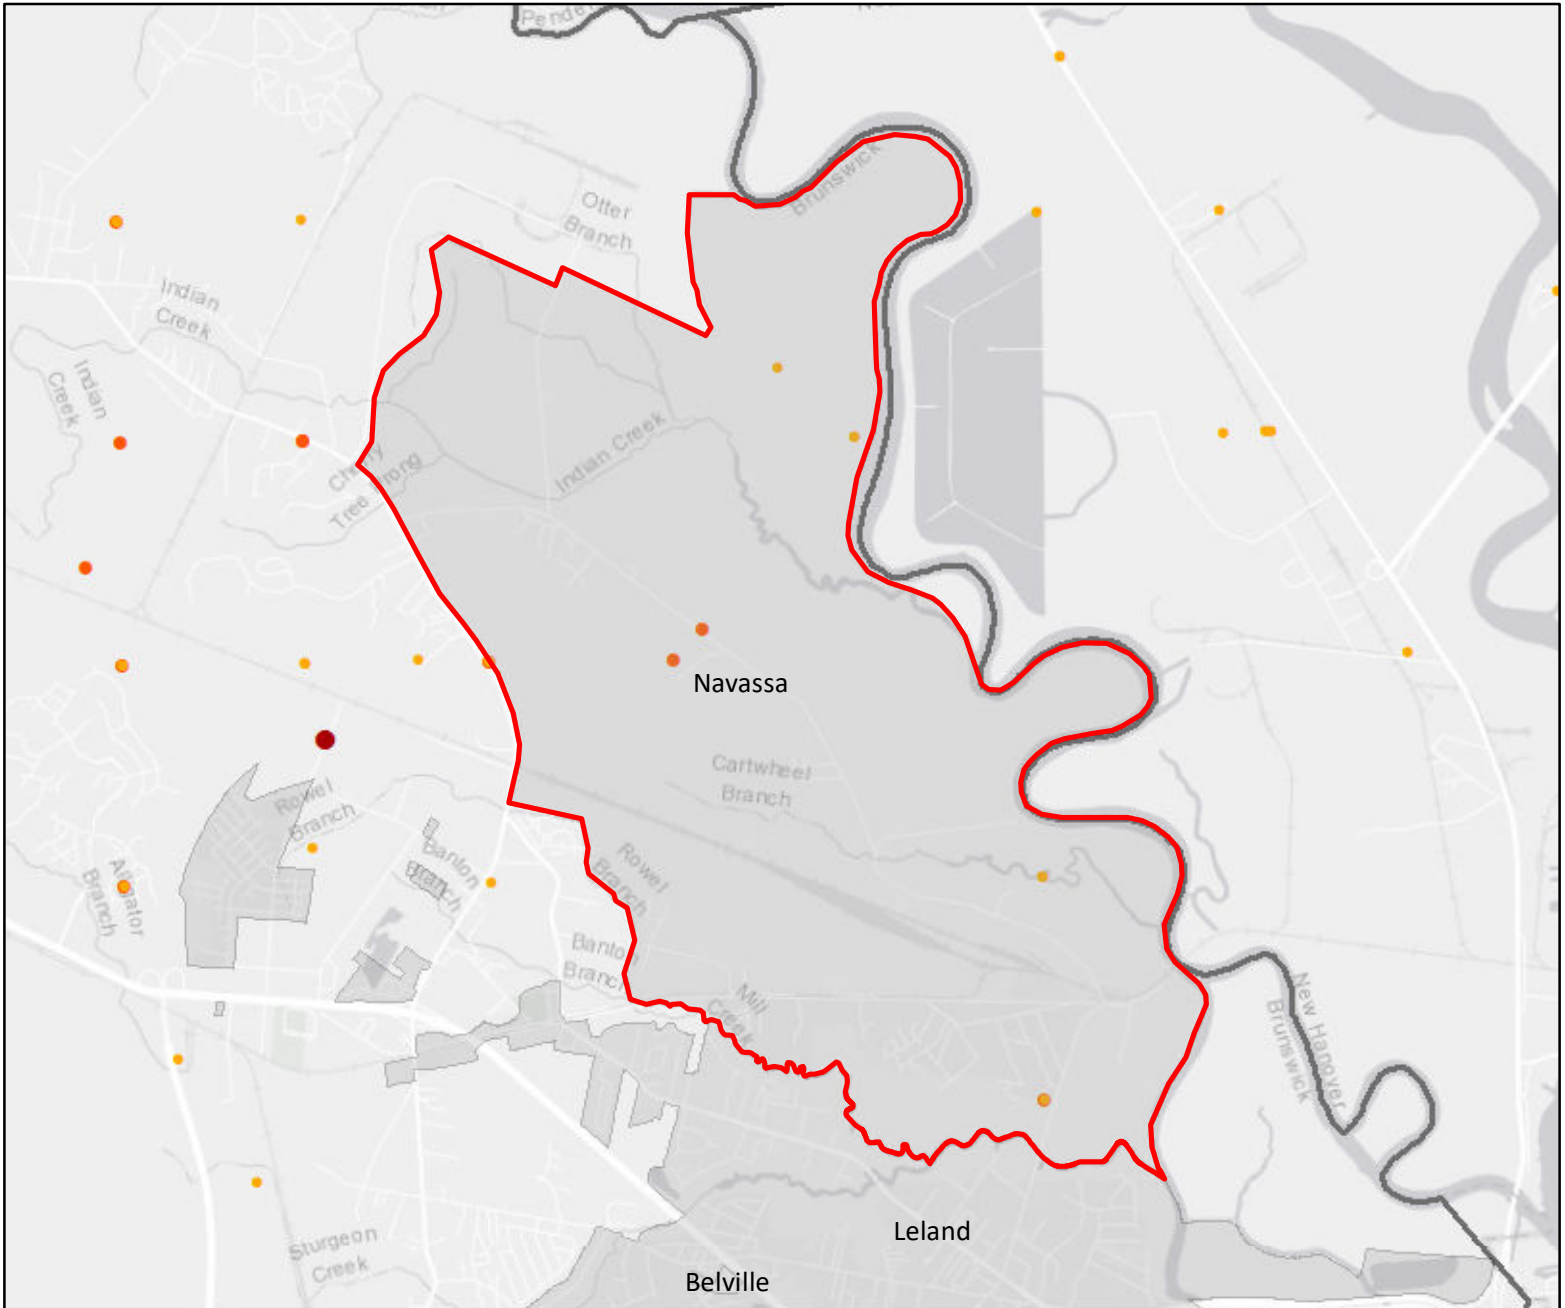 Pender
Brunswick
Otter
Branch
Indian
Creek
Indian
Creek
Indian Creek
Cherry
Tree Prong
Navassa
Cartwheel
Branch
Rowel
Branch
Rowel
Branch
Banton
Branch
Alligator
Branch
Banton
Branch
Mill
Creek
New Hanover
Brunswick
Leland
Sturgeon
Creek
Belville